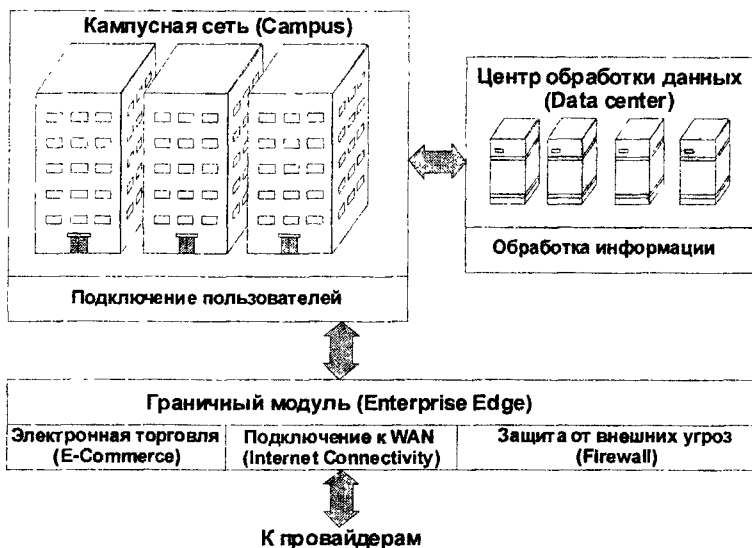 Кампусная сеть (Campus)
Центр обработки данных
(Data center)
Обработка информации
Подключение пользователей
Граничный модуль (Enterprise Edge)
Электронная торговля
(E-Commerce)
Подключение к WAN
(Internet Connectivity)
Защита от внешних угроз
(Firewall)
К провайдерам